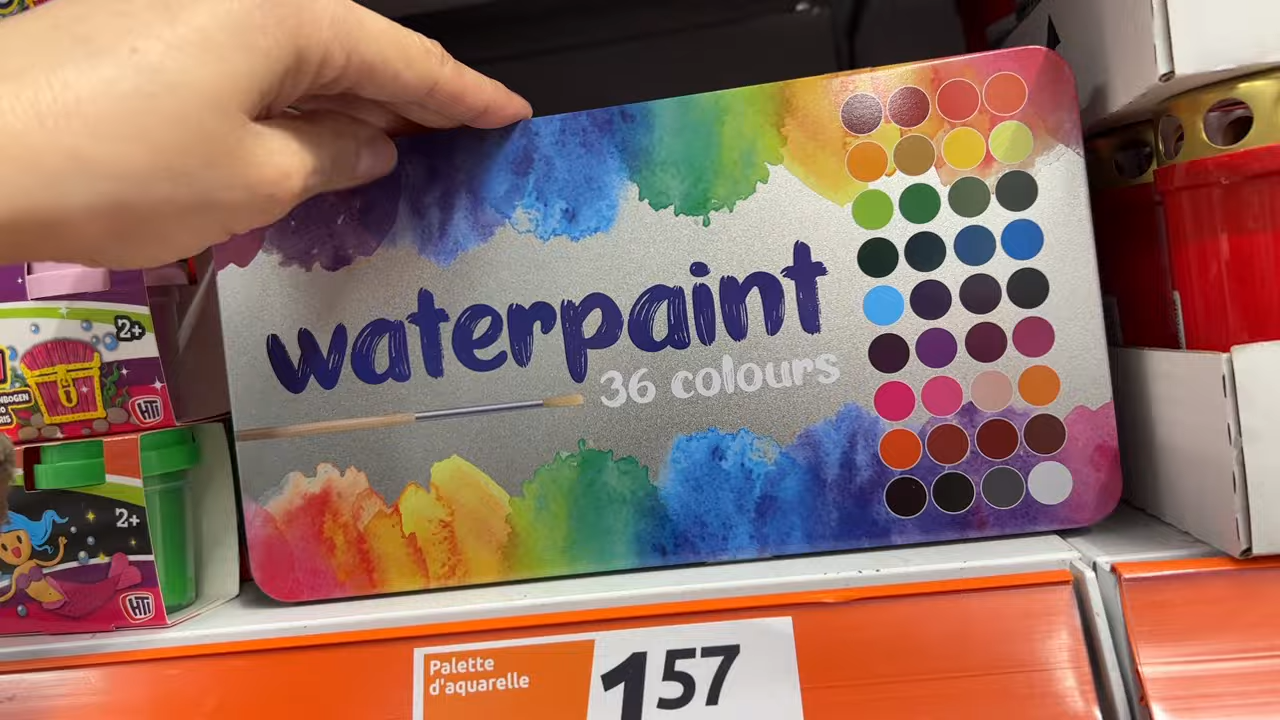 waterpaint
36 colours
2+
HTi
2+
HTi
Palette
d'aquarelle
1 57